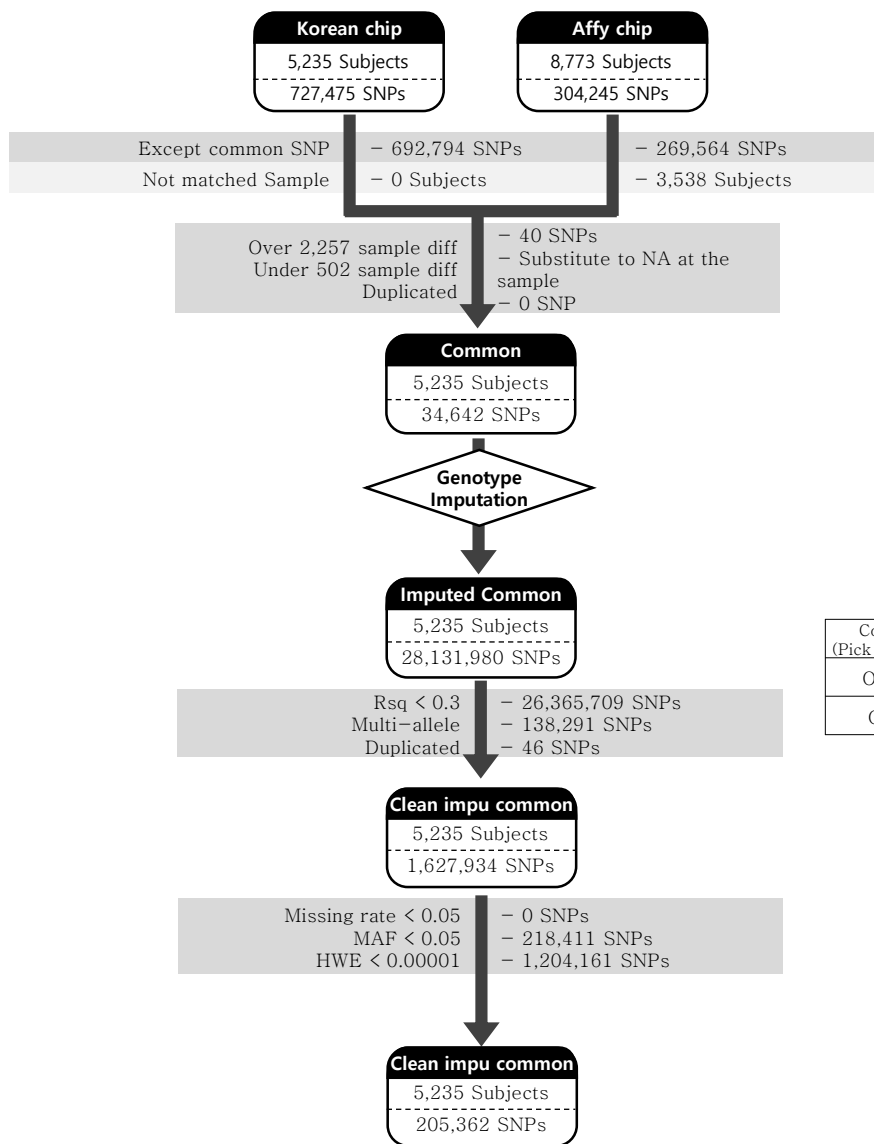 Korean chip
5,235 Subjects
727,475 SNPs
Affy chip
8,773 Subjects
304,245 SNPs
Except common SNP
− 692,794 SNPs
− 269,564 SNPs
Not matched Sample
− 0 Subjects
− 3,538 Subjects
Over 2,257 sample diff
Under 502 sample diff
Duplicated
− 40 SNPs
− Substitute to NA at the
sample
− 0 SNP
Common
5,235 Subjects
34,642 SNPs
Genotype
Imputation
Imputed Common
5,235 Subjects
28,131,980 SNPs
Rsq < 0.3
− 26,365,709 SNPs
Multi−allele
− 138,291 SNPs
Duplicated
− 46 SNPs
(Pick
Clean impu common
5,235 Subjects
1,627,934 SNPs
Missing rate < 0.05
− 0 SNPs
MAF < 0.05
− 218,411 SNPs
HWE < 0.00001
− 1,204,161 SNPs
Clean impu common
5,235 Subjects
205,362 SNPs